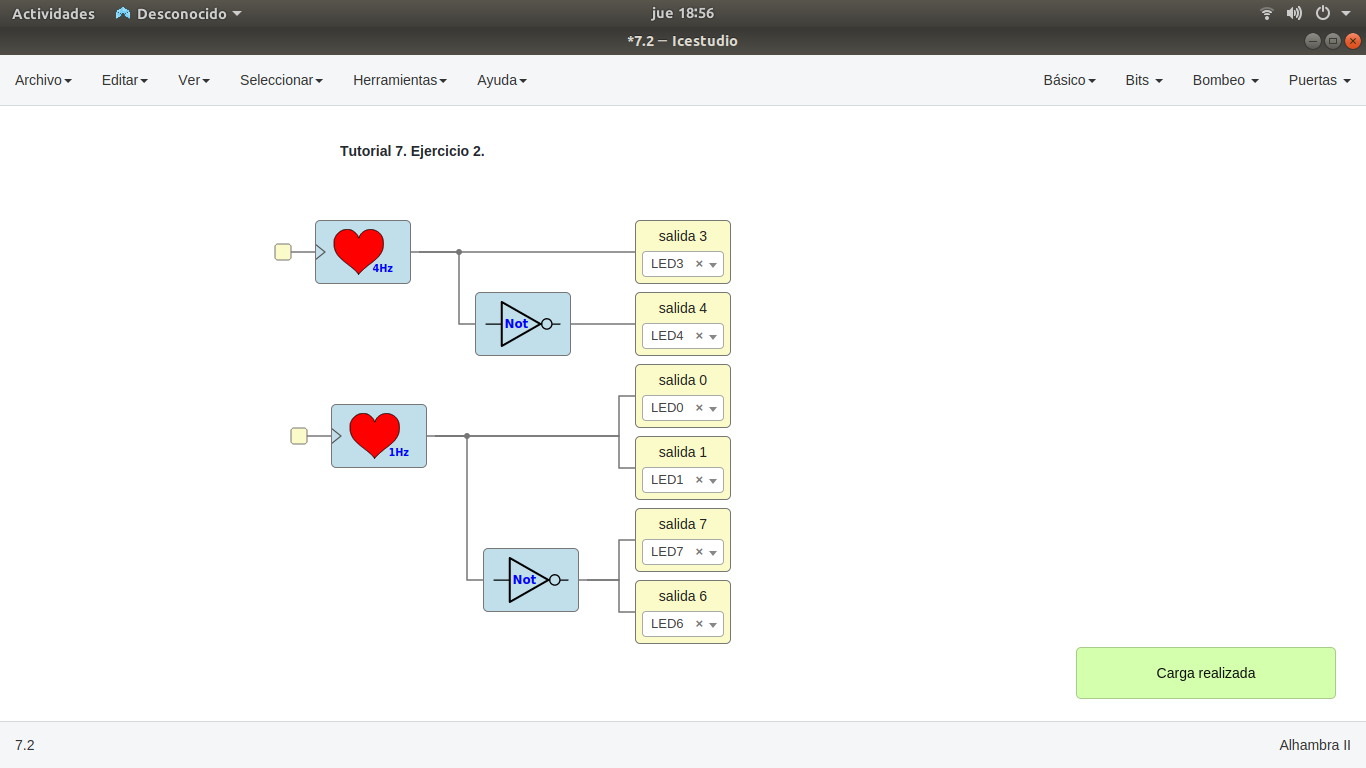 Actividades Desconocido jue 18:56
*7.2 — Icestudio
Archivo Editar Ver Seleccionar Herramientas Ayuda Básico Bits Bombeo Puertas
Tutorial 7. Ejercicio 2.
4Hz
salida 3
LED3 ×
Not
salida 4
LED4 ×
salida 0
LED0 ×
1Hz
salida 1
LED1 ×
salida 7
LED7 ×
Not
salida 6
LED6 ×
Carga realizada
7.2 Alhambra II